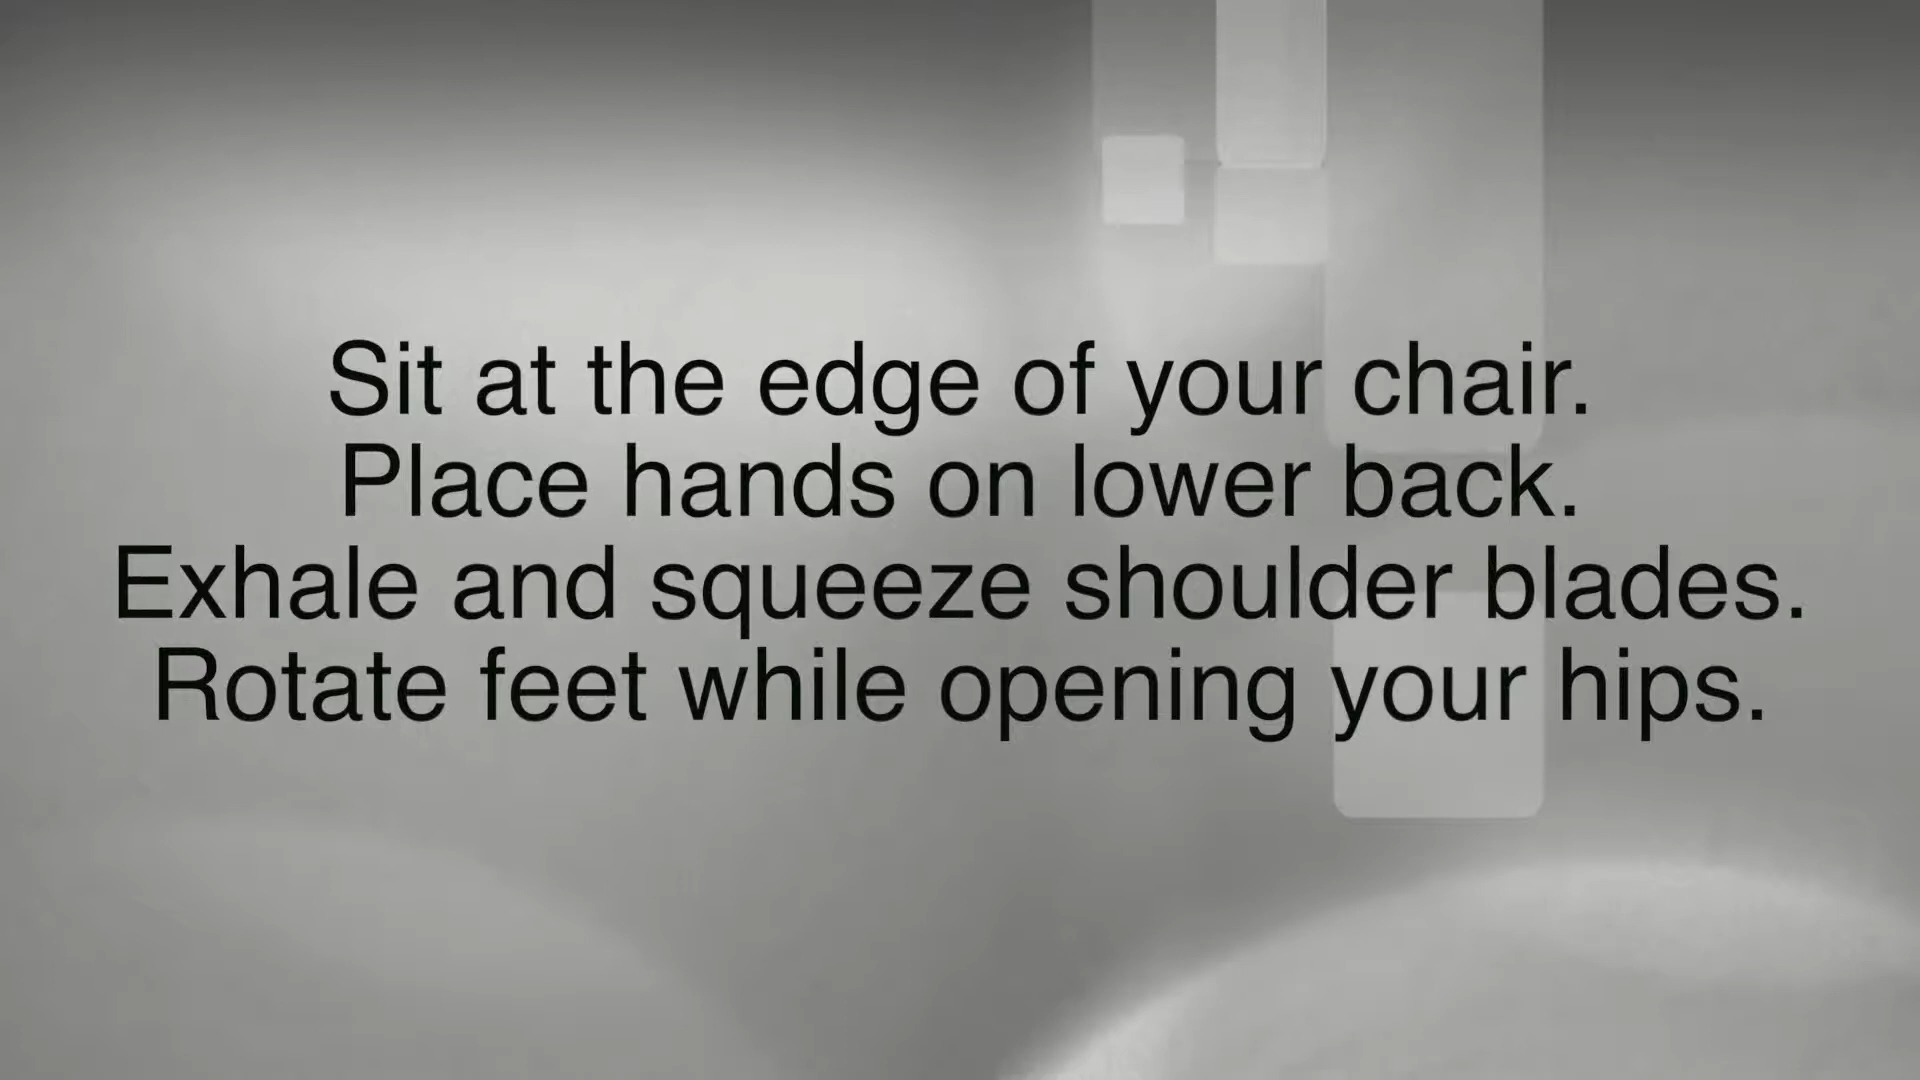 Sit at the edge of your chair.
Place hands on lower back.
Exhale and squeeze shoulder blades.
Rotate feet while opening your hips.